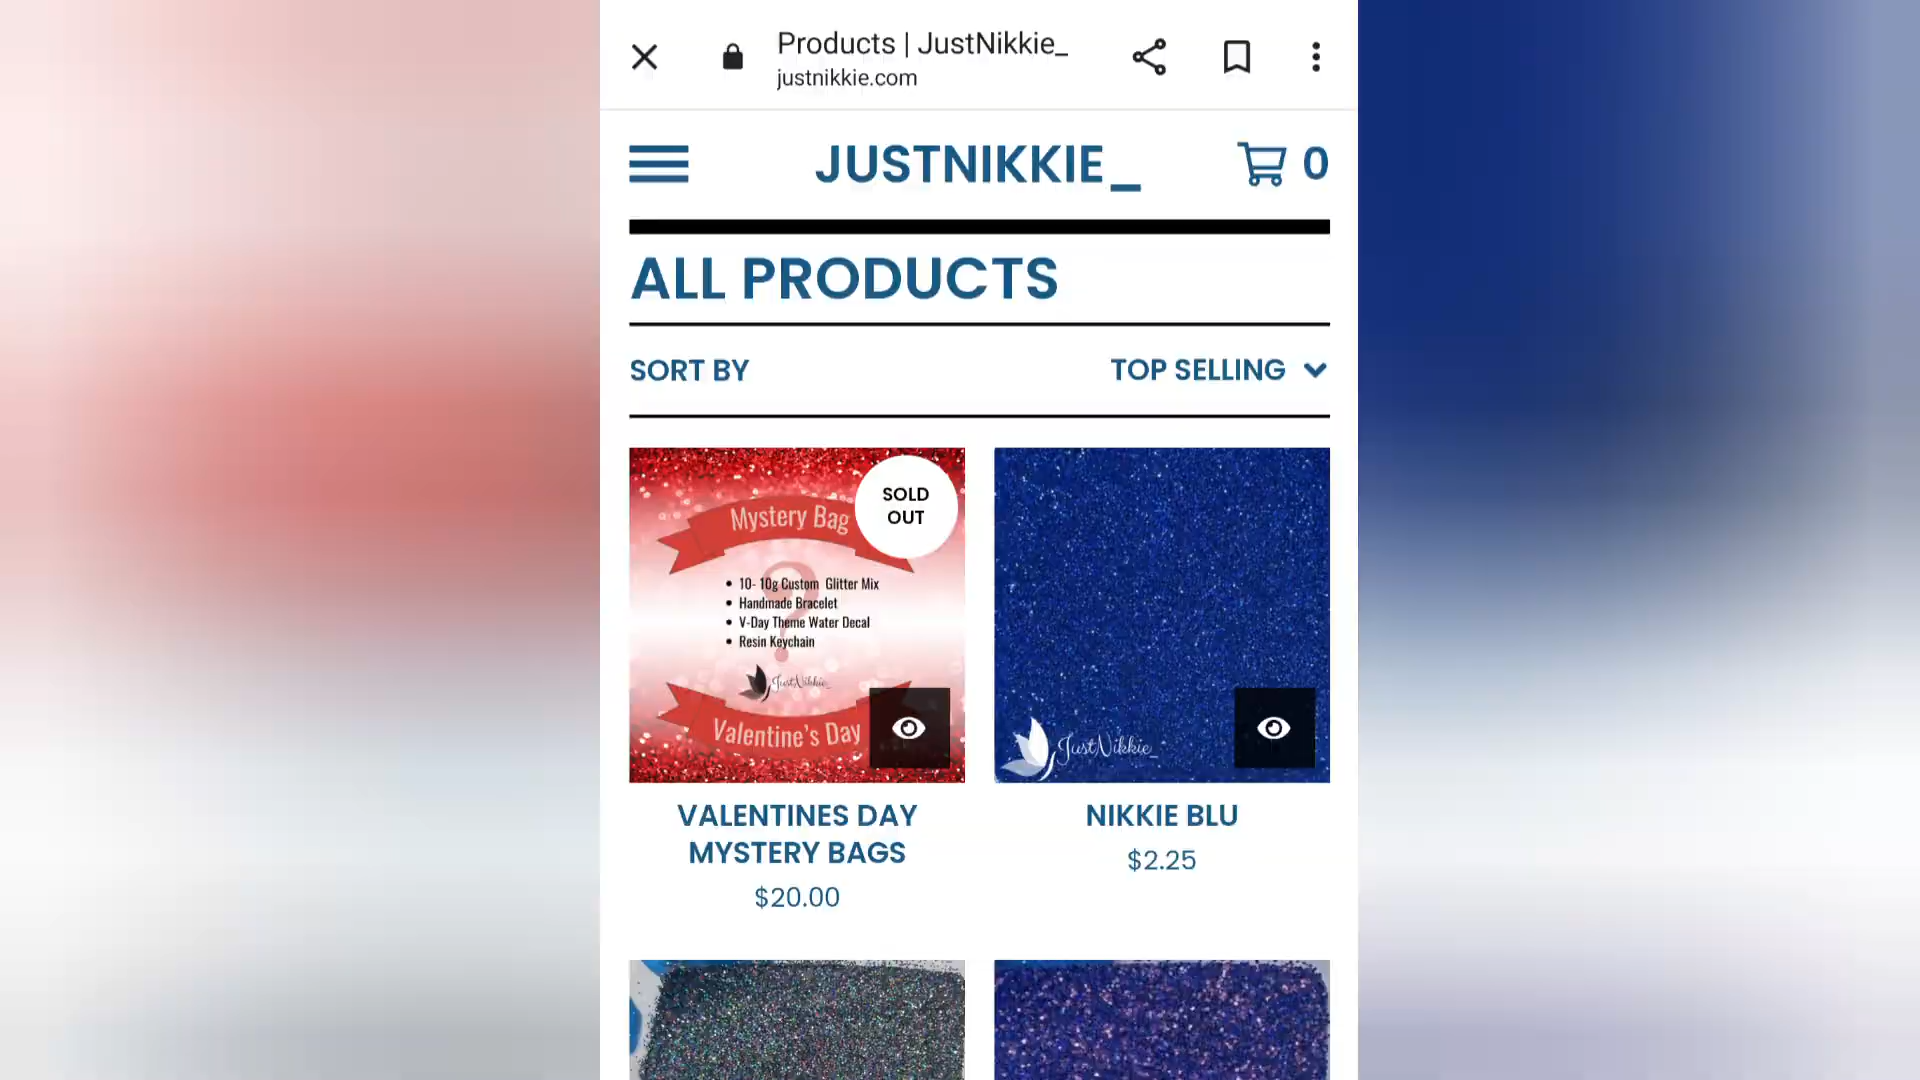 Products | JustNikkie_
justnikkie.com
JUSTNIKKIE_
0
ALL PRODUCTS
SORT BY
TOP SELLING
SOLD
OUT
Mystery Bag
• 10- 10g Custom Glitter Mix
• Handmade Bracelet
• V-Day Theme Water Decal
• Resin Keychain
JustNikkie_
Valentine's Day
JustNikkie_
VALENTINES DAY
MYSTERY BAGS
$20.00
NIKKIE BLU
$2.25